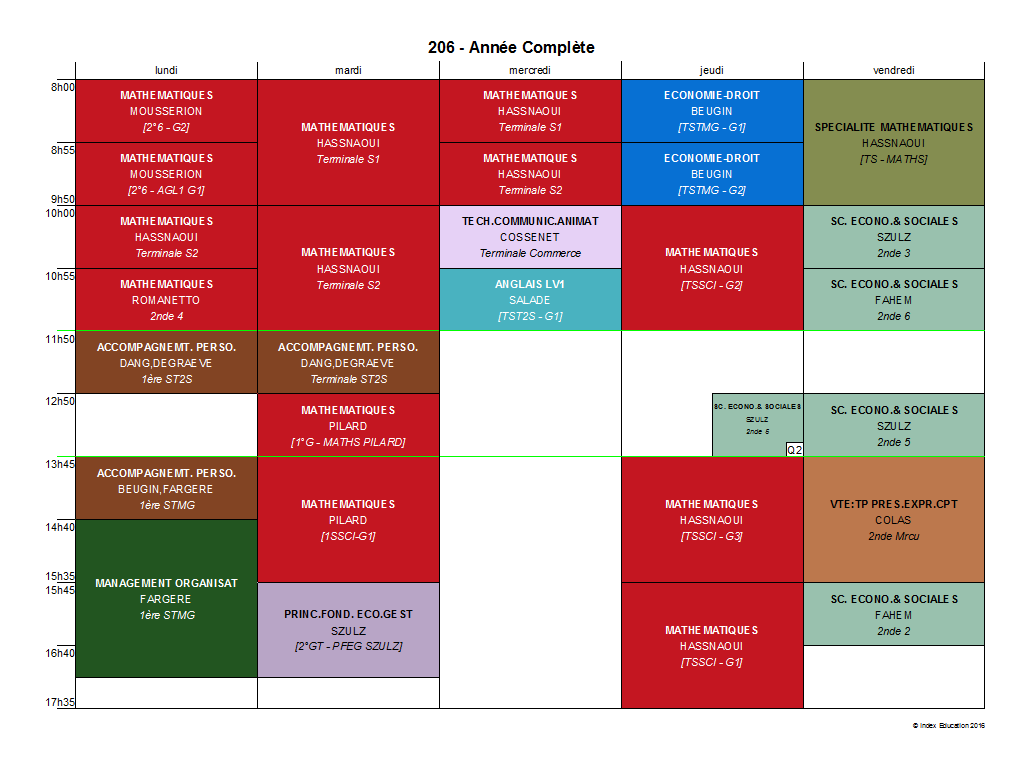 206 - Année Complète
lundi
mardi
mercredi
jeudi
vendredi
8h00
8h55
9h50
10h00
10h55
11h50
12h50
13h45
14h40
15h35
15h45
16h40
17h35
MATHEMATIQUES
MOUSSERION
[2°6 - G2]
MATHEMATIQUES
MOUSSERION
[2°6 - AGL1 G1]
MATHEMATIQUES
HASSNAOUI
Terminale S2
MATHEMATIQUES
ROMANETTO
2nde 4
ACCOMPAGNEMT. PERSO.
DANG,DEGRAEVE
1ère ST2S
ACCOMPAGNEMT. PERSO.
BEUGIN,FARGERE
1ère STMG
MANAGEMENT ORGANISAT
FARGERE
1ère STMG
MATHEMATIQUES
HASSNAOUI
Terminale S1
MATHEMATIQUES
HASSNAOUI
Terminale S2
ACCOMPAGNEMT. PERSO.
DANG,DEGRAEVE
Terminale ST2S
MATHEMATIQUES
PILARD
[1°G - MATHS PILARD]
MATHEMATIQUES
PILARD
[1SSCI-G1]
PRINC.FOND. ECO.GEST
SZULZ
[2°GT - PFEG SZULZ]
MATHEMATIQUES
HASSNAOUI
Terminale S1
MATHEMATIQUES
HASSNAOUI
Terminale S2
TECH.COMMUNIC.ANIMAT
COSSENET
Terminale Commerce
ANGLAIS LV1
SALADE
[TST2S - G1]
ECONOMIE-DROIT
BEUGIN
[TSTMG - G1]
ECONOMIE-DROIT
BEUGIN
[TSTMG - G2]
MATHEMATIQUES
HASSNAOUI
[TSSCI - G2]
SC. ECONO.& SOCIALES
SZULZ
2nde 5
Q2
MATHEMATIQUES
HASSNAOUI
[TSSCI - G3]
MATHEMATIQUES
HASSNAOUI
[TSSCI - G1]
SPECIALITE MATHEMATIQUES
HASSNAOUI
[TS - MATHS]
SC. ECONO.& SOCIALES
SZULZ
2nde 3
SC. ECONO.& SOCIALES
FAHEM
2nde 6
SC. ECONO.& SOCIALES
SZULZ
2nde 5
VTE:TP PRES.EXPR.CPT
COLAS
2nde Mrcu
SC. ECONO.& SOCIALES
FAHEM
2nde 2
© Index Education 2016